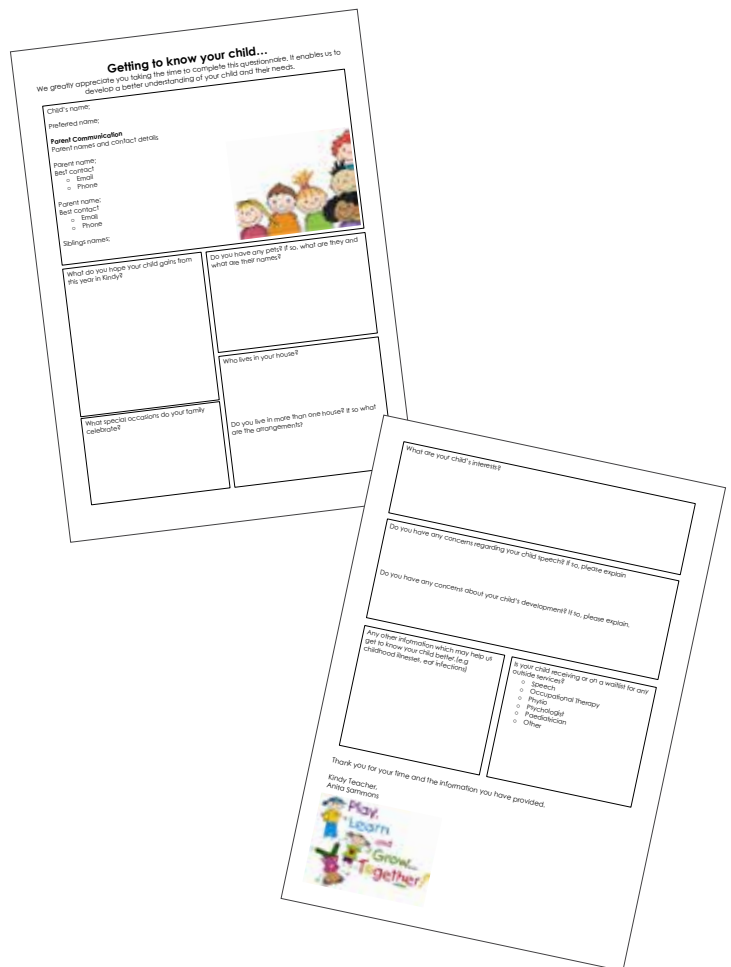 Getting to know your child…
We greatly appreciate you taking the time to complete this questionnaire. It enables us to
develop a better understanding of your child and their needs.
Child's name;
Preferred name;
Parent Communication
Parent names and contact details
Parent name;
Best contact
o Email
o Phone
Parent name;
Best contact
o Email
o Phone
Siblings names;
What do you hope your child gains from
this year in Kindy?
Do you have any pets? If so, what are they and
what are their names?
Who lives in your house?
Do you live in more than one house? If so what
are the arrangements?
What special occasions do your family
celebrate?
What are your child's interests?
Do you have any concerns regarding your child speech? If so, please explain
Do you have any concerns about your child's development? If so, please explain.
Any other information which may help us
get to know your child better.(e.g
childhood illnesses, ear infections)
Is your child receiving or on a waitlist for any
outside services?
o Speech
o Occupational Therapy
o Physio
o Psychologist
o Paediatrician
o Other
Thank you for your time and the information you have provided.
Kindy Teacher,
Anita Sammons
Play,
Learn
and
Grow...
Together!